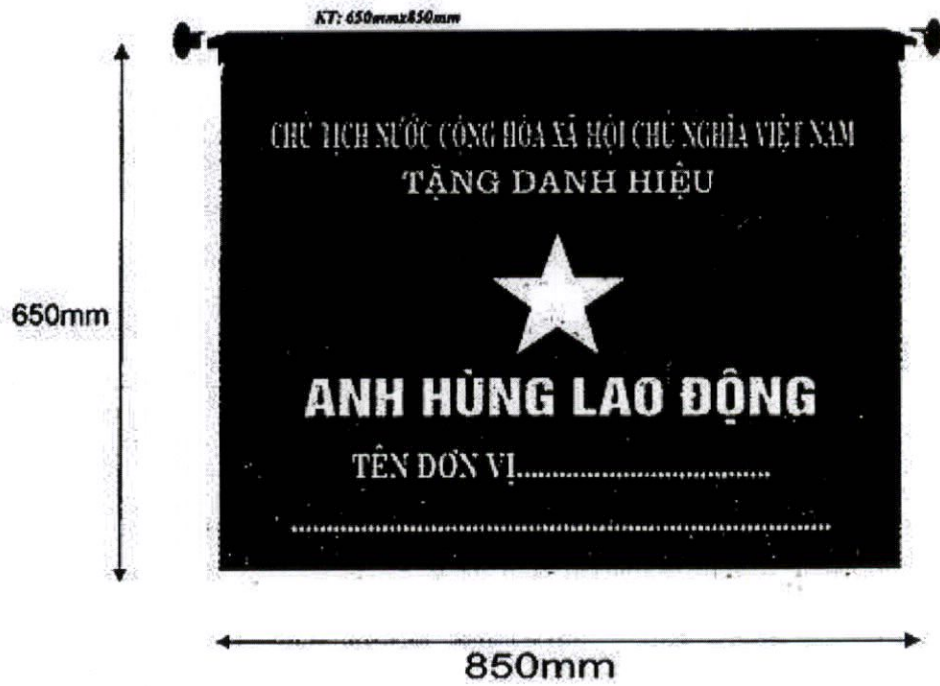 KT: 650mmx850mm
CHỦ TỊCH NƯỚC CỘNG HÒA XÃ HỘI CHỦ NGHĨA VIỆT NAM
TẶNG DANH HIỆU
650mm
ANH HÙNG LAO ĐỘNG
TÊN ĐƠN VỊ...................................
...........................................................................
850mm